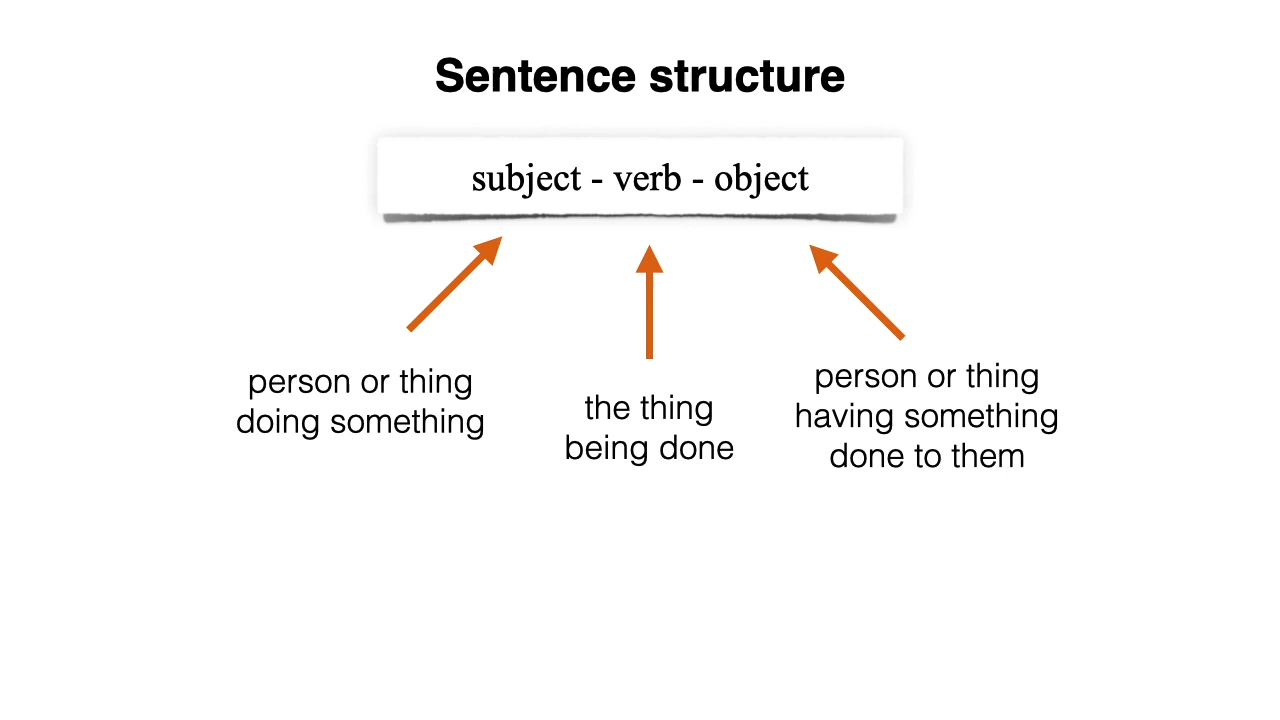 Sentence structure
subject - verb - object
person or thing
doing something
the thing
being done
person or thing
having something
done to them